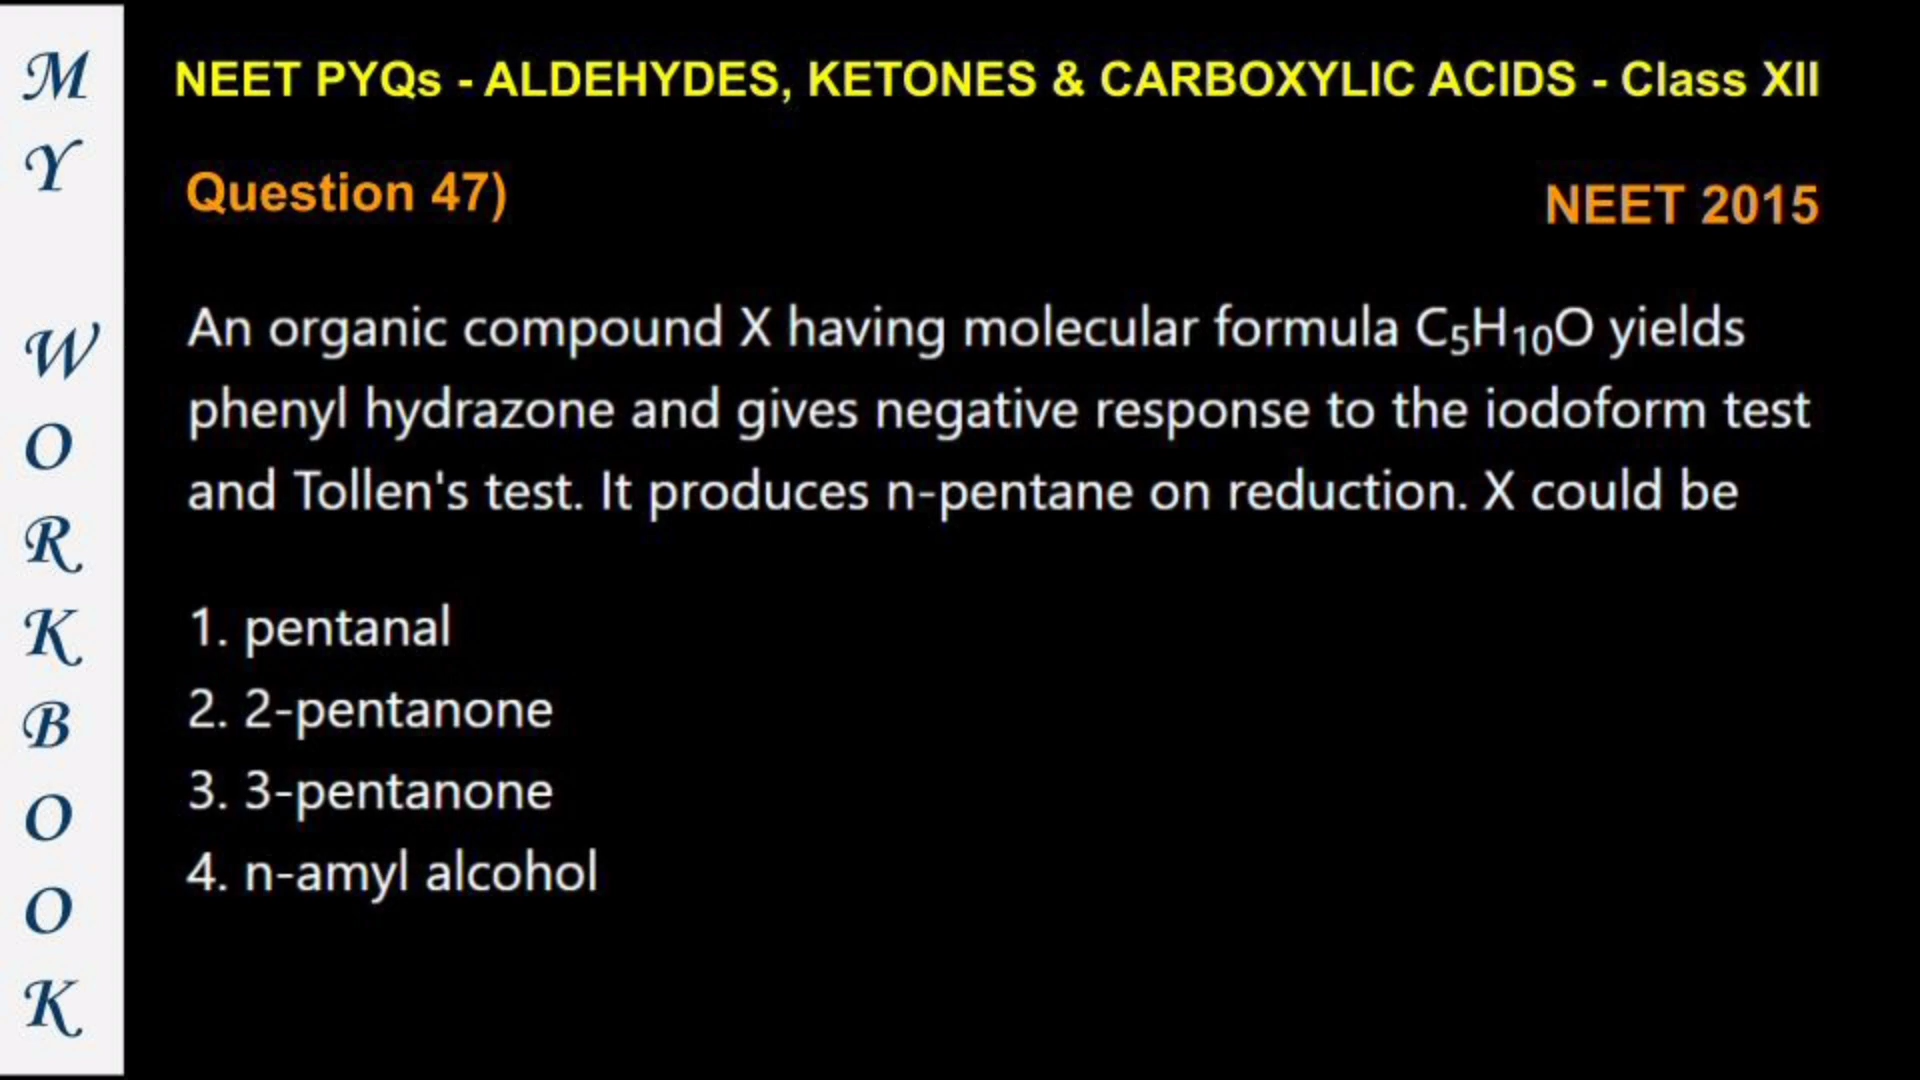 MY WORKBOOK
NEET PYQs - ALDEHYDES, KETONES & CARBOXYLIC ACIDS - Class XII
Question 47)
NEET 2015
An organic compound X having molecular formula C₅H₁₀O yields
phenyl hydrazone and gives negative response to the iodoform test
and Tollen's test. It produces n-pentane on reduction. X could be
1. pentanal
2. 2-pentanone
3. 3-pentanone
4. n-amyl alcohol